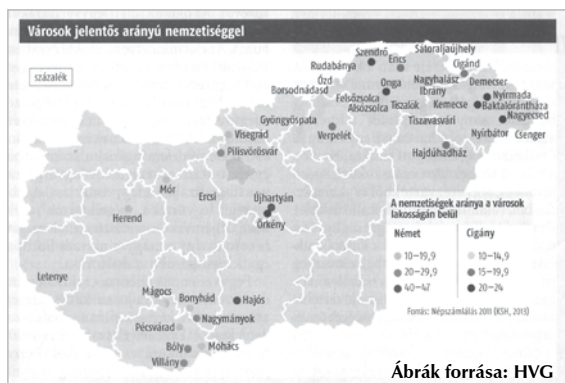 Városok jelentős arányú nemzetiséggel
százalék
Szendrő
Sátoraljaújhely
Rudabánya
Encs
Cigánd
Ózd
Onga
Nagyhalász
Demecser
Borsodnádasd
Felsőzsolca
Ibrány
Nyírmada
Alsózsolca
Tiszalök
Kemecse
Baktalórántháza
Gyöngyöspata
Nagyecsed
Visegrád
Verpelét
Tiszavasvári
Nyírbátor
Csenger
Pilisvörösvár
Hajdúhadház
Mór
Ercsi
Újhartyán
Herend
Örkény
A nemzetiségek aránya a városok
lakosságán belül
Német
Cigány
10–19,9
10–14,9
20–29,9
15–19,9
40–47
20–24
Forrás: Népszámlálás 2011 (KSH, 2013)
Letenye
Mágocs
Bonyhád
Hajós
Nagymányok
Pécsvárad
Bóly
Mohács
Villány
Ábrák forrása: HVG